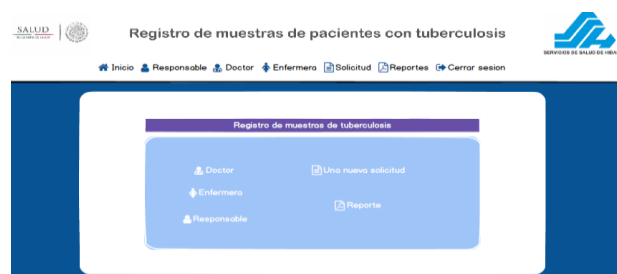 SALUD
Registro de muestras de pacientes con tuberculosis
SERVICIOS DE SALUD DE HIDA
Inicio Responsable Doctor Enfermera Solicitud Reportes Cerrar sesion
Registro de muestras de tuberculosis
Doctor
Una nueva solicitud
Enfermera
Reporte
Responsable